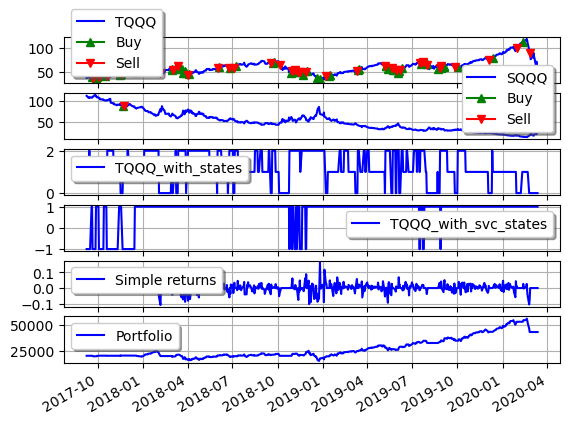 TQQQ
Buy
Sell
100
50
SQQQ
Buy
Sell
100
50
TQQQ_with_states
2
0
TQQQ_with_svc_states
1
−1
Simple returns
0.1
0.0
−0.1
Portfolio
50000
25000
2017-10
2018-01
2018-04
2018-07
2018-10
2019-01
2019-04
2019-07
2019-10
2020-01
2020-04